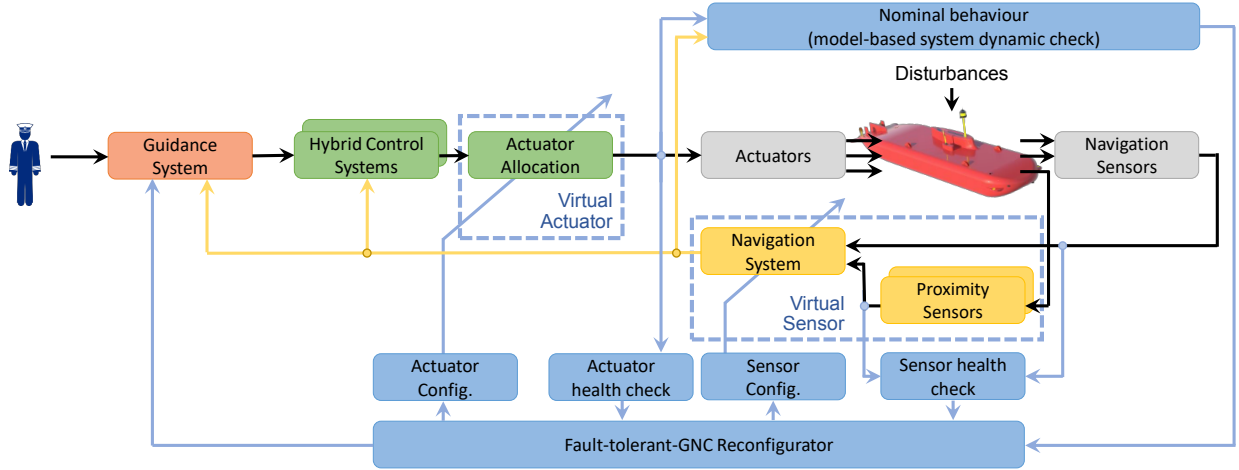 Nominal behaviour
(model-based system dynamic check)
Disturbances
Guidance
System
Hybrid Control
Systems
Actuator
Allocation
Actuators
Navigation
Sensors
Virtual
Actuator
Navigation
System
Proximity
Sensors
Virtual
Sensor
Actuator
Config.
Actuator
health check
Sensor
Config.
Sensor health
check
Fault-tolerant-GNC Reconfigurator